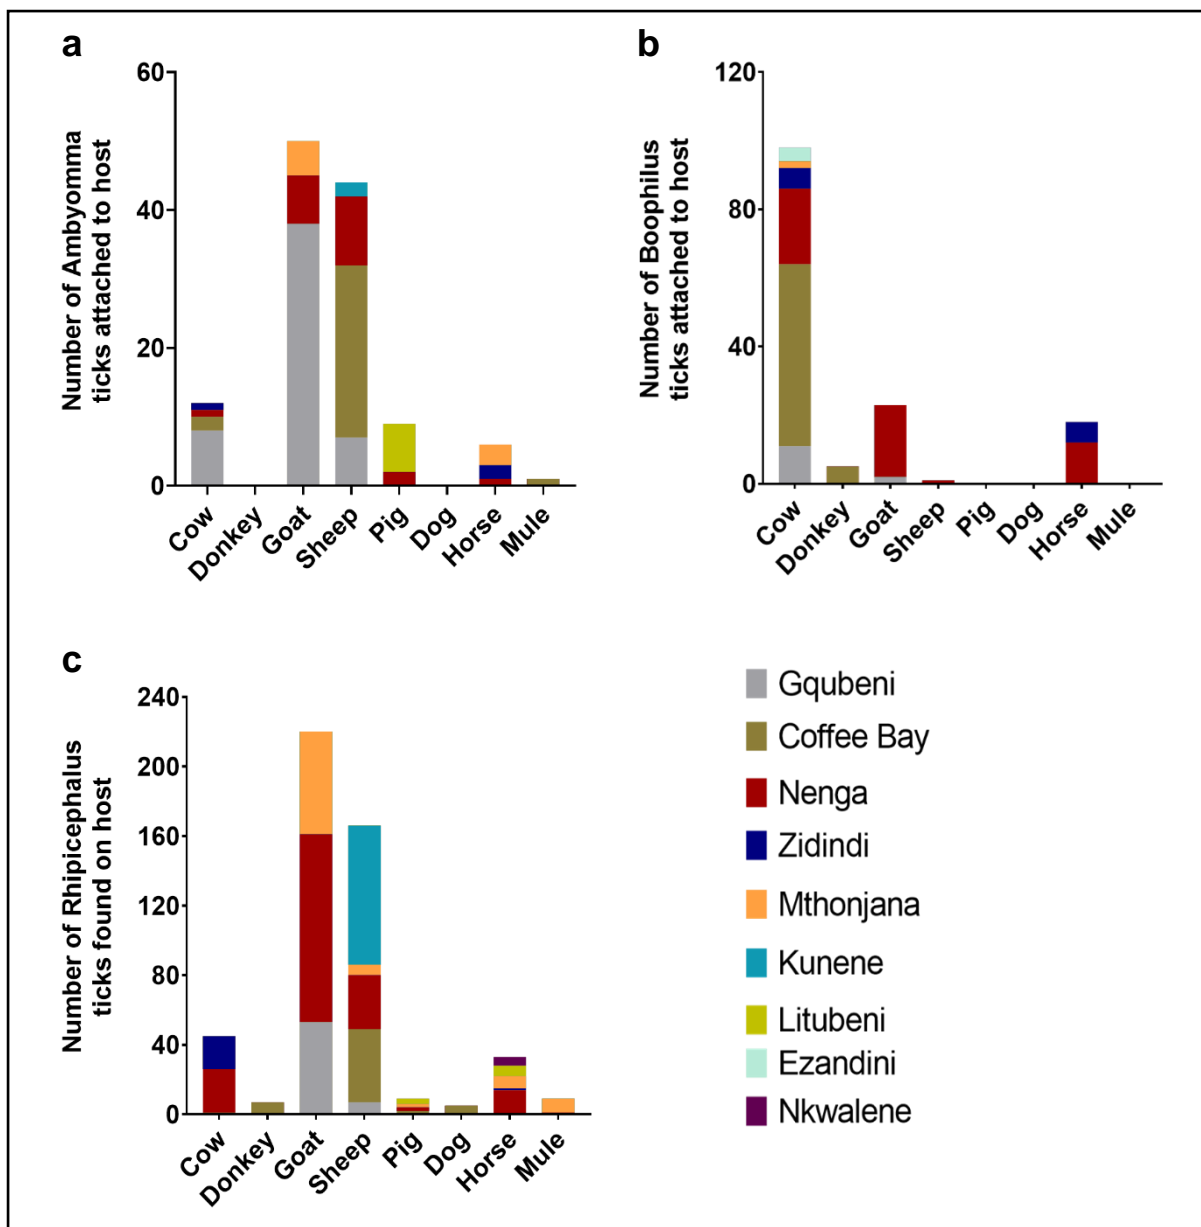 a
Number of Ambyomma
ticks attached to host
60
40
20
0
Cow
Donkey
Goat
Sheep
Pig
Dog
Horse
Mule
b
Number of Boophilus
ticks attached to host
120
80
40
0
Cow
Donkey
Goat
Sheep
Pig
Dog
Horse
Mule
c
Number of Rhipicephalus
ticks found on host
240
200
160
120
80
40
0
Cow
Donkey
Goat
Sheep
Pig
Dog
Horse
Mule
Gqubeni
Coffee Bay
Nenga
Zidindi
Mthonjana
Kunene
Litubeni
Ezandini
Nkwalene